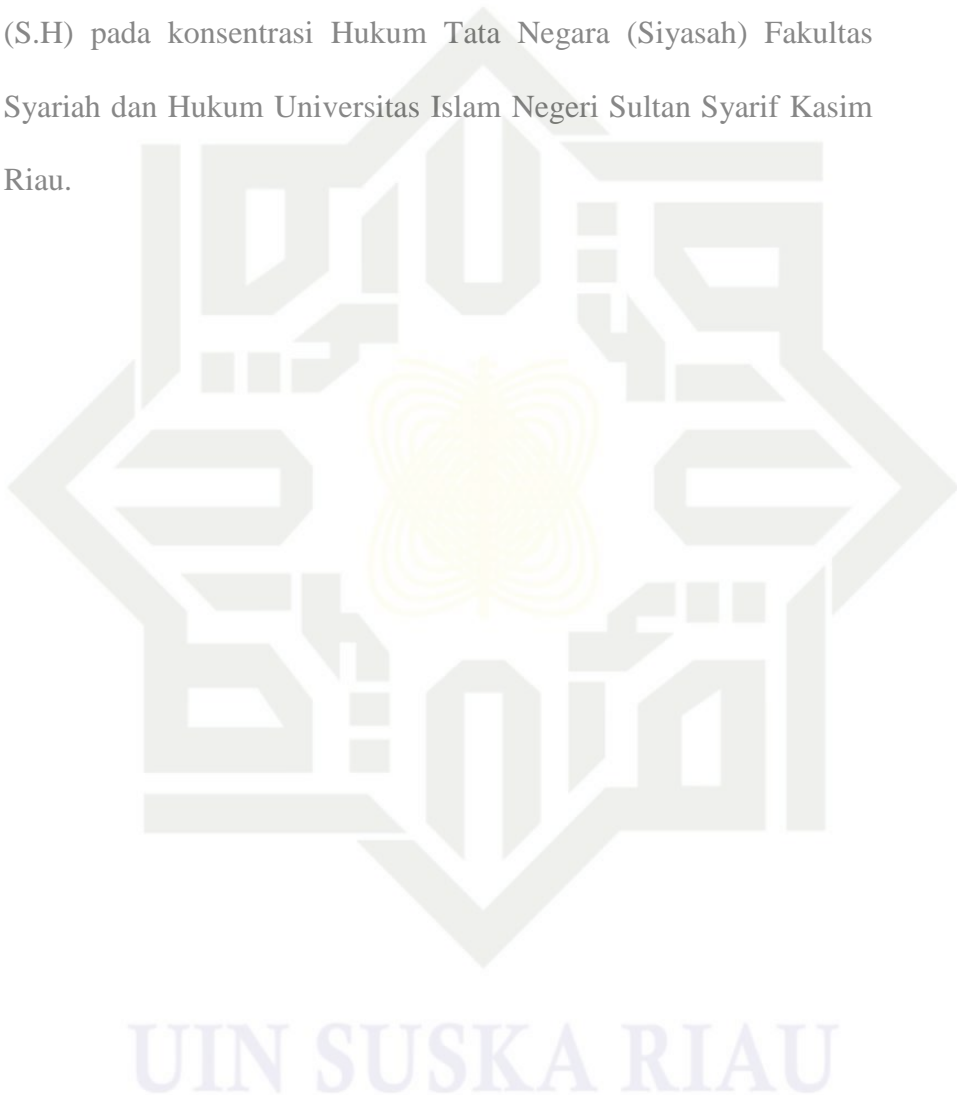 (S.H) pada konsentrasi Hukum Tata Negara (Siyasah) Fakultas
Syariah dan Hukum Universitas Islam Negeri Sultan Syarif Kasim
Riau.
UIN SUSKA RIAU